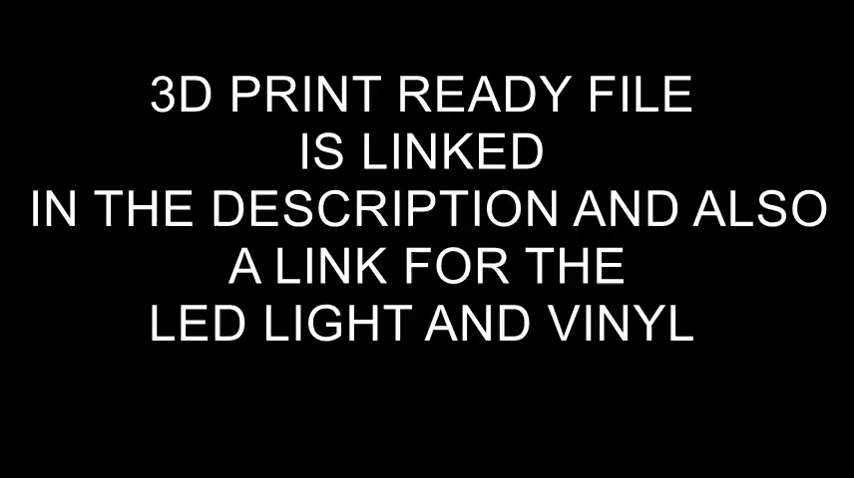 3D PRINT READY FILE
IS LINKED
IN THE DESCRIPTION AND ALSO
A LINK FOR THE
LED LIGHT AND VINYL